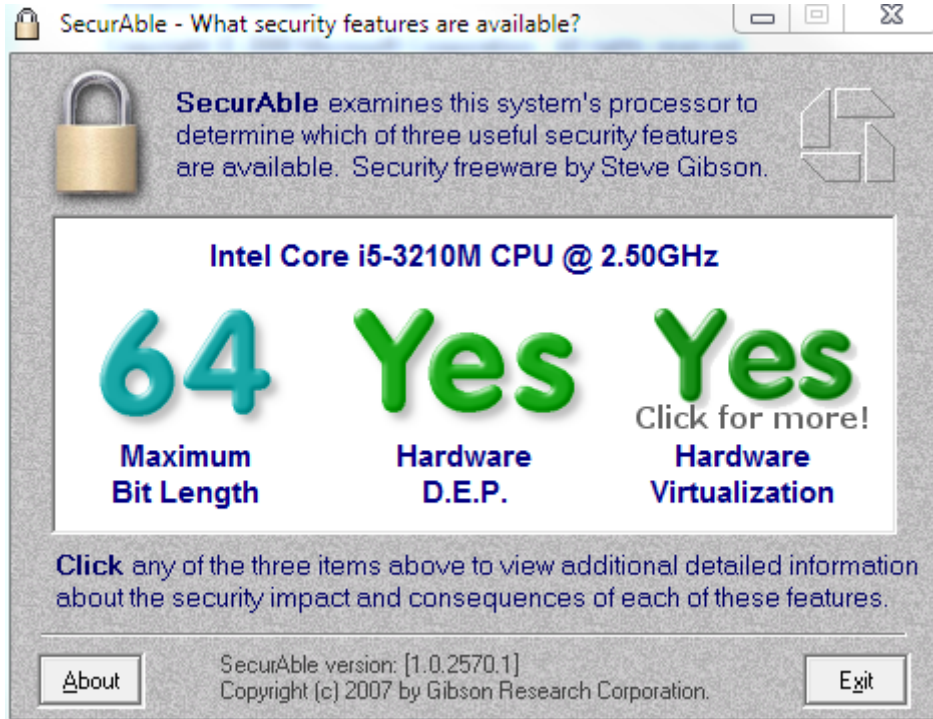 SecurAble - What security features are available?
SecurAble examines this system's processor to
determine which of three useful security features
are available. Security freeware by Steve Gibson.
Intel Core i5-3210M CPU @ 2.50GHz
64 Yes Yes
Click for more!
Maximum Hardware Hardware
Bit Length D.E.P. Virtualization
Click any of the three items above to view additional detailed information
about the security impact and consequences of each of these features.
About
SecurAble version: [1.0.2570.1]
Copyright (c) 2007 by Gibson Research Corporation.
Exit